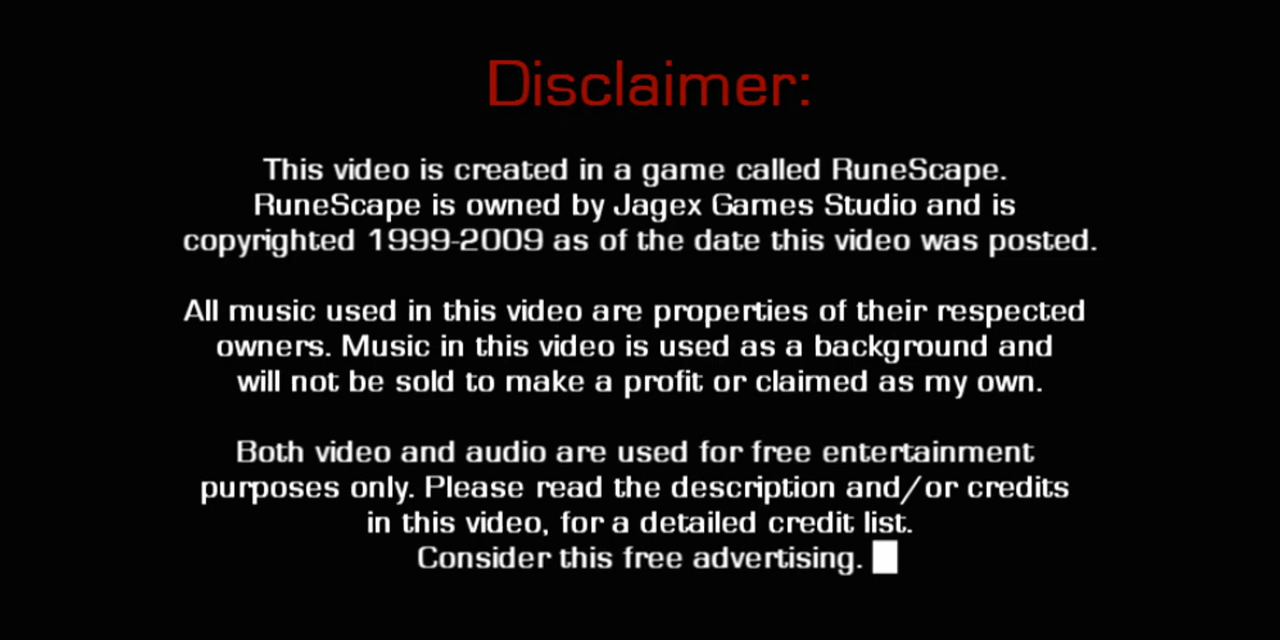 Disclaimer:
This video is created in a game called RuneScape.
RuneScape is owned by Jagex Games Studio and is
copyrighted 1999-2009 as of the date this video was posted.
All music used in this video are properties of their respected
owners. Music in this video is used as a background and
will not be sold to make a profit or claimed as my own.
Both video and audio are used for free entertainment
purposes only. Please read the description and/or credits
in this video, for a detailed credit list.
Consider this free advertising.